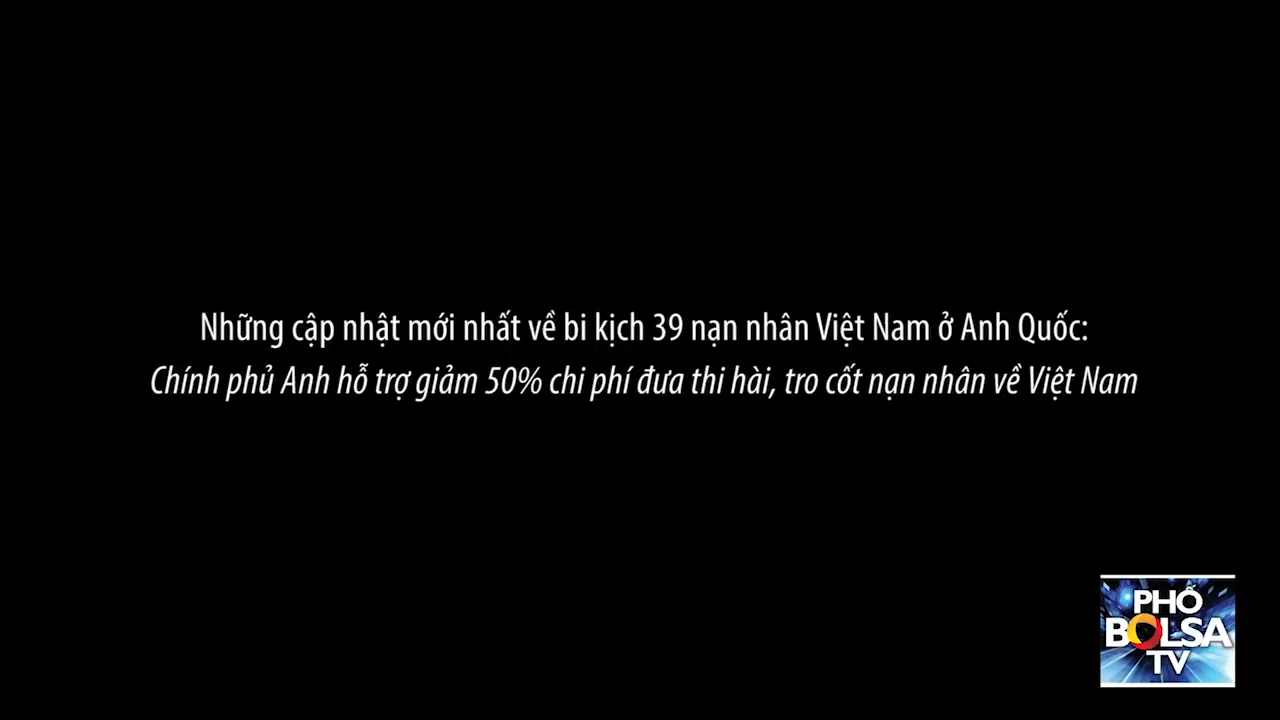 Những cập nhật mới nhất về bi kịch 39 nạn nhân Việt Nam ở Anh Quốc:
Chính phủ Anh hỗ trợ giảm 50% chi phí đưa thi hài, tro cốt nạn nhân về Việt Nam
PHỐ
BOLSA
TV